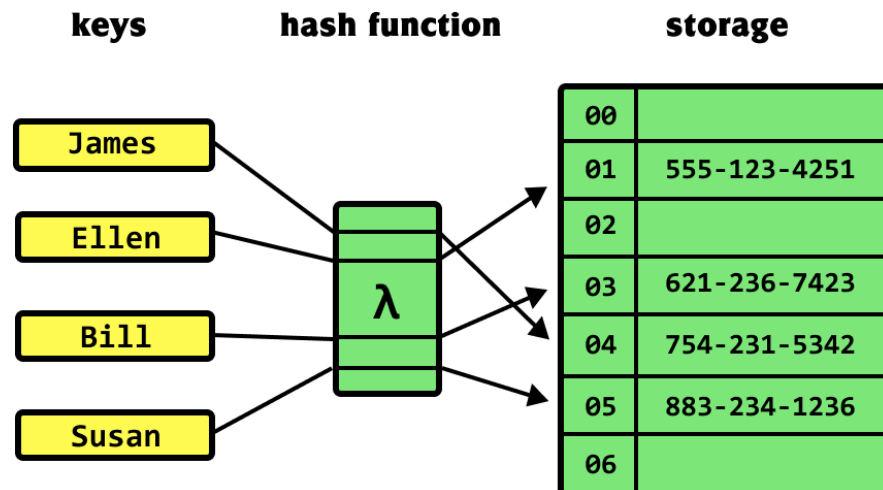 keys hash function storage
James
Ellen
Bill
Susan
λ
00
01 555-123-4251
02
03 621-236-7423
04 754-231-5342
05 883-234-1236
06